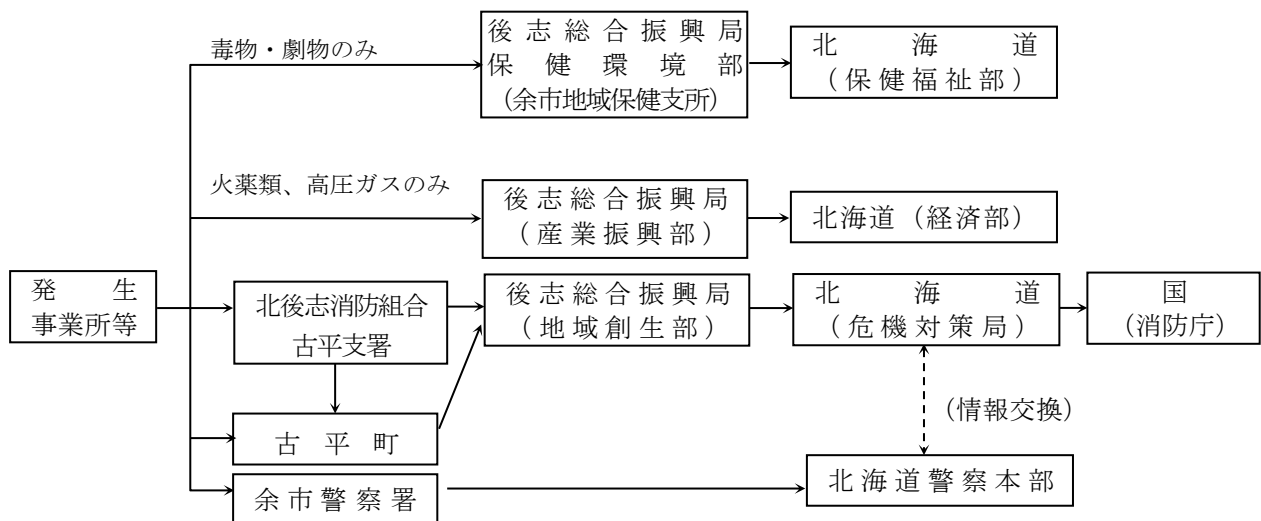 毒物・劇物のみ
後志総合振興局
保健環境部
(余市地域保健支所)
北海道
(保健福祉部)
火薬類、高圧ガスのみ
後志総合振興局
(産業振興部)
北海道(経済部)
発生
事業所等
北後志消防組合
古平支署
後志総合振興局
(地域創生部)
北海道
(危機対策局)
国
(消防庁)
(情報交換)
古平町
余市警察署
北海道警察本部